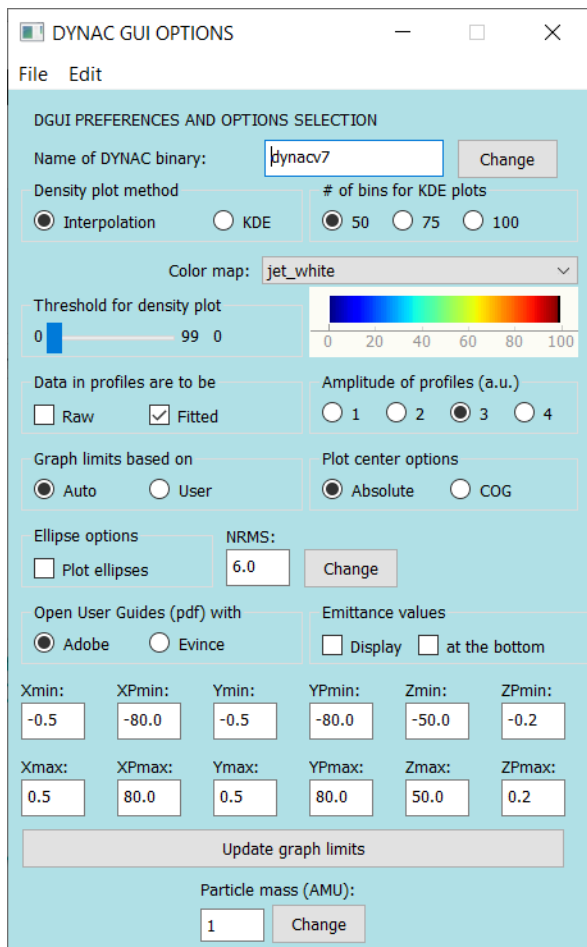 DYNAC GUI OPTIONS
File Edit
DGUI PREFERENCES AND OPTIONS SELECTION
Name of DYNAC binary: dynacv7 Change
Density plot method # of bins for KDE plots
Interpolation KDE 50 75 100
Color map: jet_white
Threshold for density plot
0 99 0
0 20 40 60 80 100
Data in profiles are to be Amplitude of profiles (a.u.)
Raw Fitted 1 2 3 4
Graph limits based on Plot center options
Auto User Absolute COG
Ellipse options NRMS:
Plot ellipses 6.0 Change
Open User Guides (pdf) with Emittance values
Adobe Evince Display at the bottom
Xmin: XPmin: Ymin: YPmin: Zmin: ZPmin:
-0.5 -80.0 -0.5 -80.0 -50.0 -0.2
Xmax: XPmax: Ymax: YPmax: Zmax: ZPmax:
0.5 80.0 0.5 80.0 50.0 0.2
Update graph limits
Particle mass (AMU):
1 Change